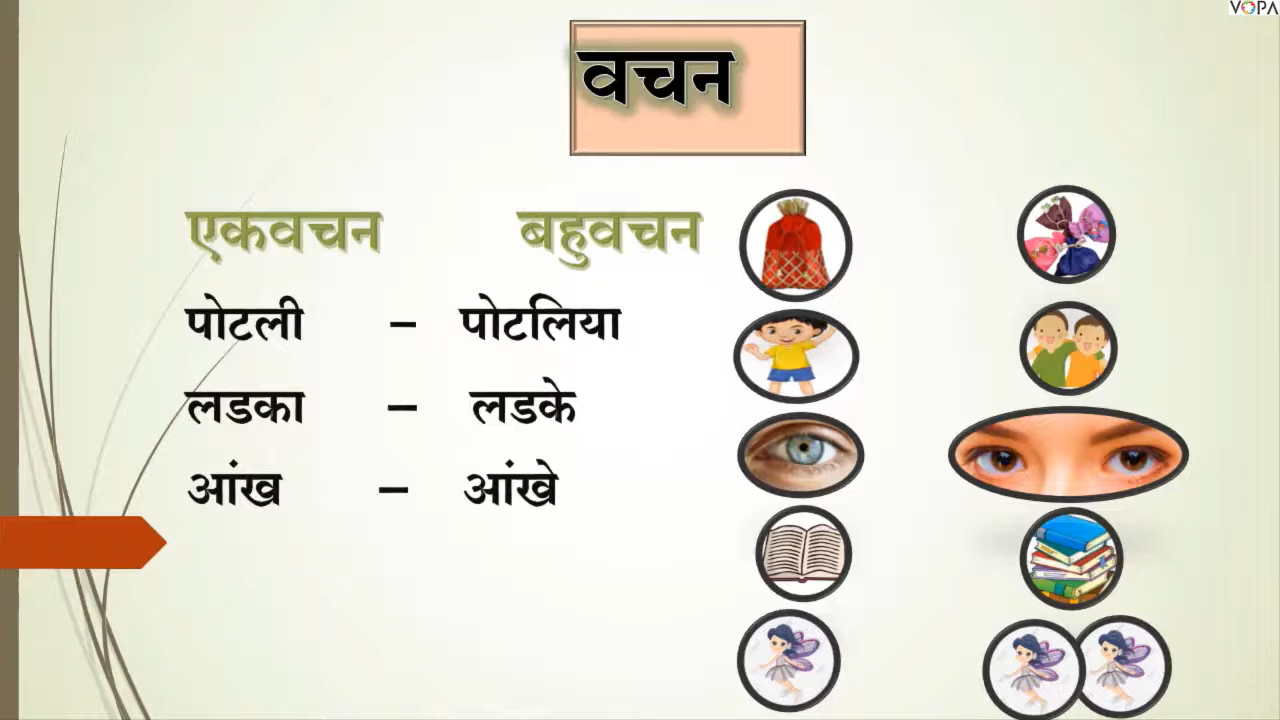 VOPA
वचन
एकवचन बहुवचन
पोटली – पोटलिया
लडका – लडके
आंख – आंखे